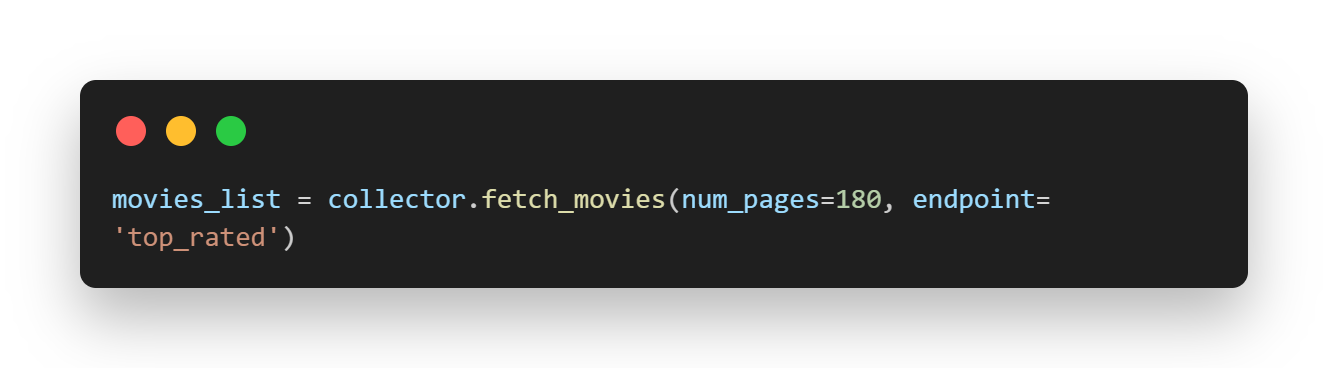 movies_list = collector.fetch_movies(num_pages=180, endpoint=
'top_rated')